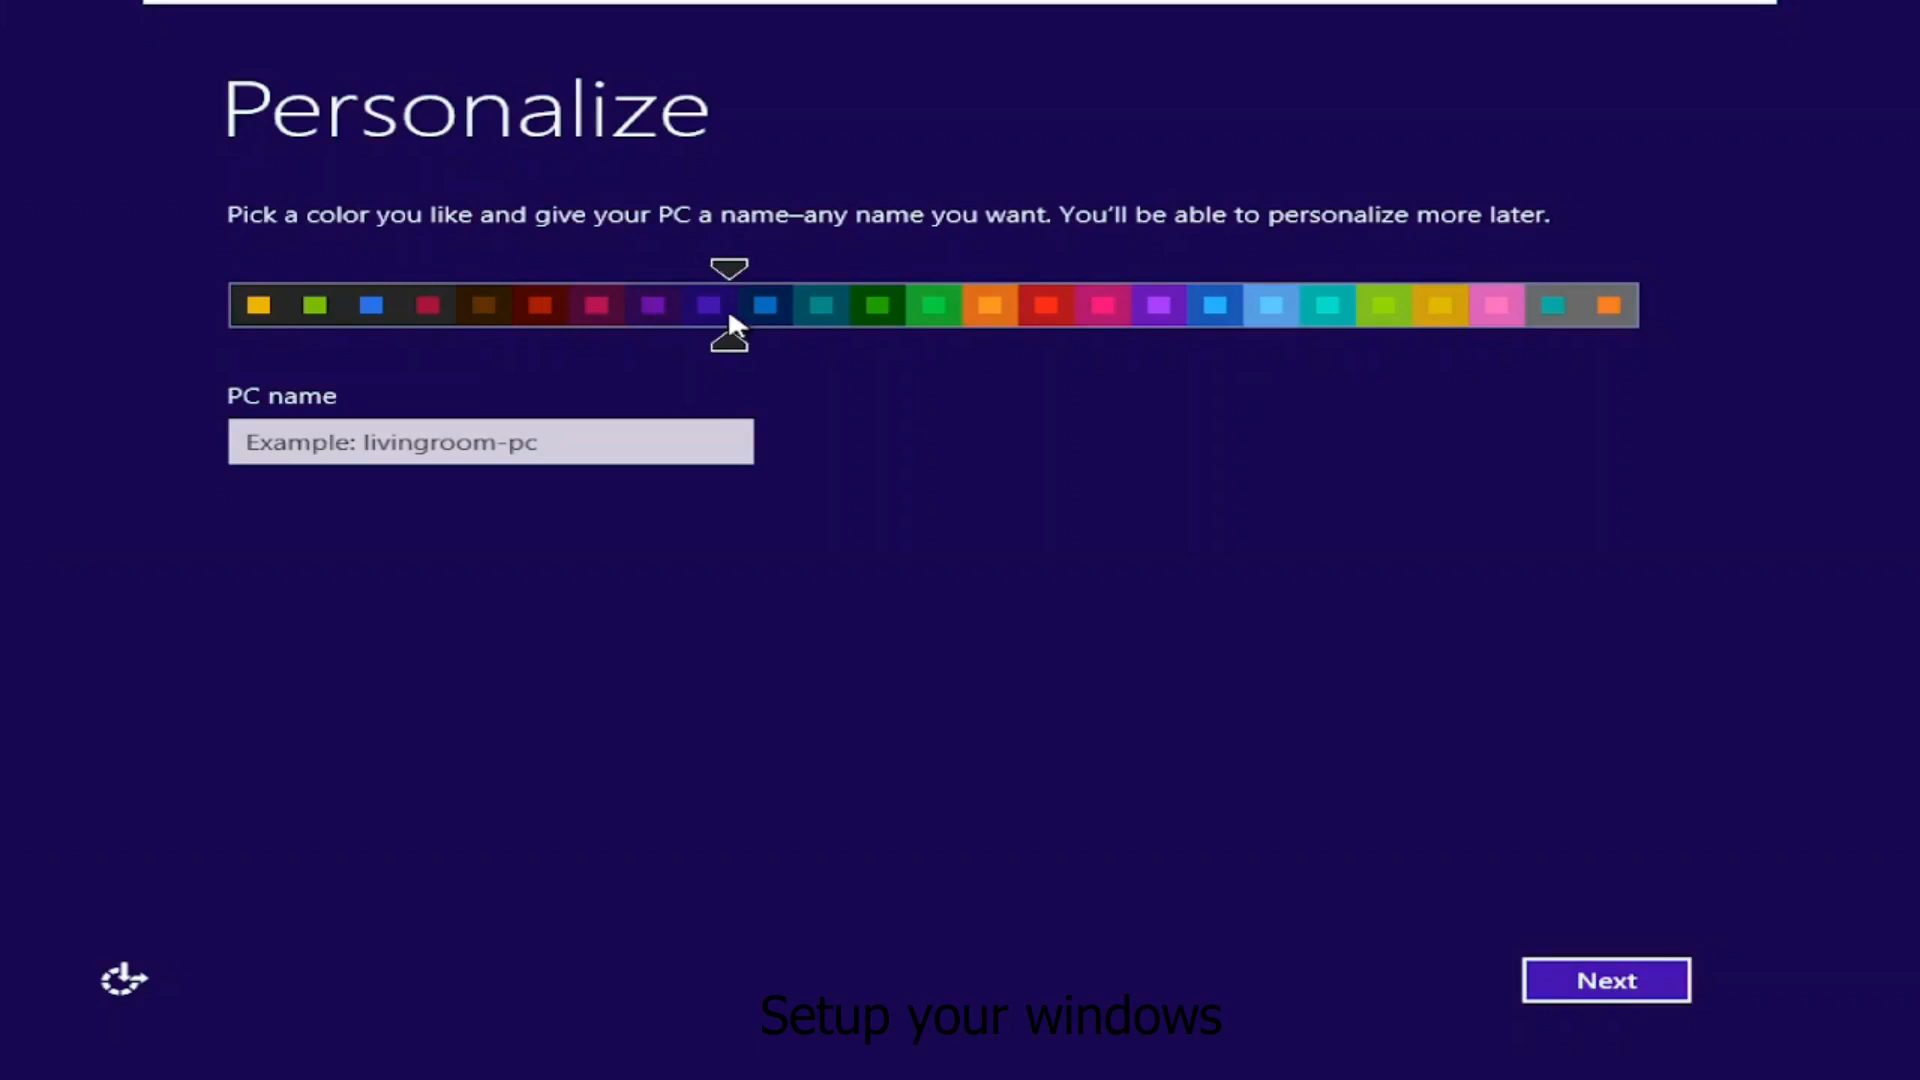 Personalize
Pick a color you like and give your PC a name–any name you want. You'll be able to personalize more later.
PC name
Example: livingroom-pc
Next
Setup your windows